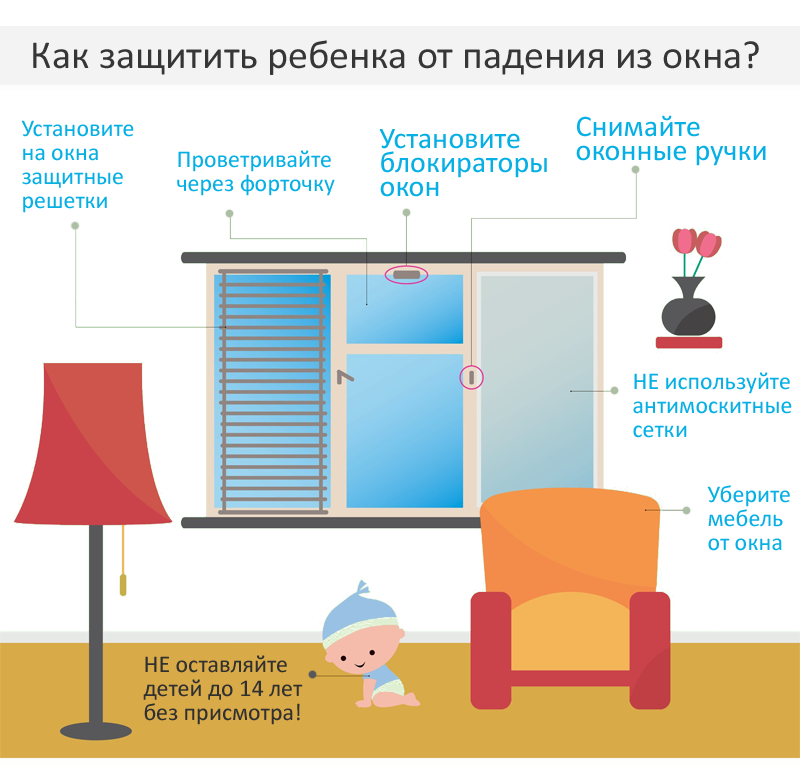 Как защитить ребенка от падения из окна?
Установите
на окна
защитные
решетки
Проветривайте
через форточку
Установите
блокираторы
окон
Снимайте
оконные ручки
НЕ используйте
антимоскитные
сетки
Уберите
мебель
от окна
НЕ оставляйте
детей до 14 лет
без присмотра!